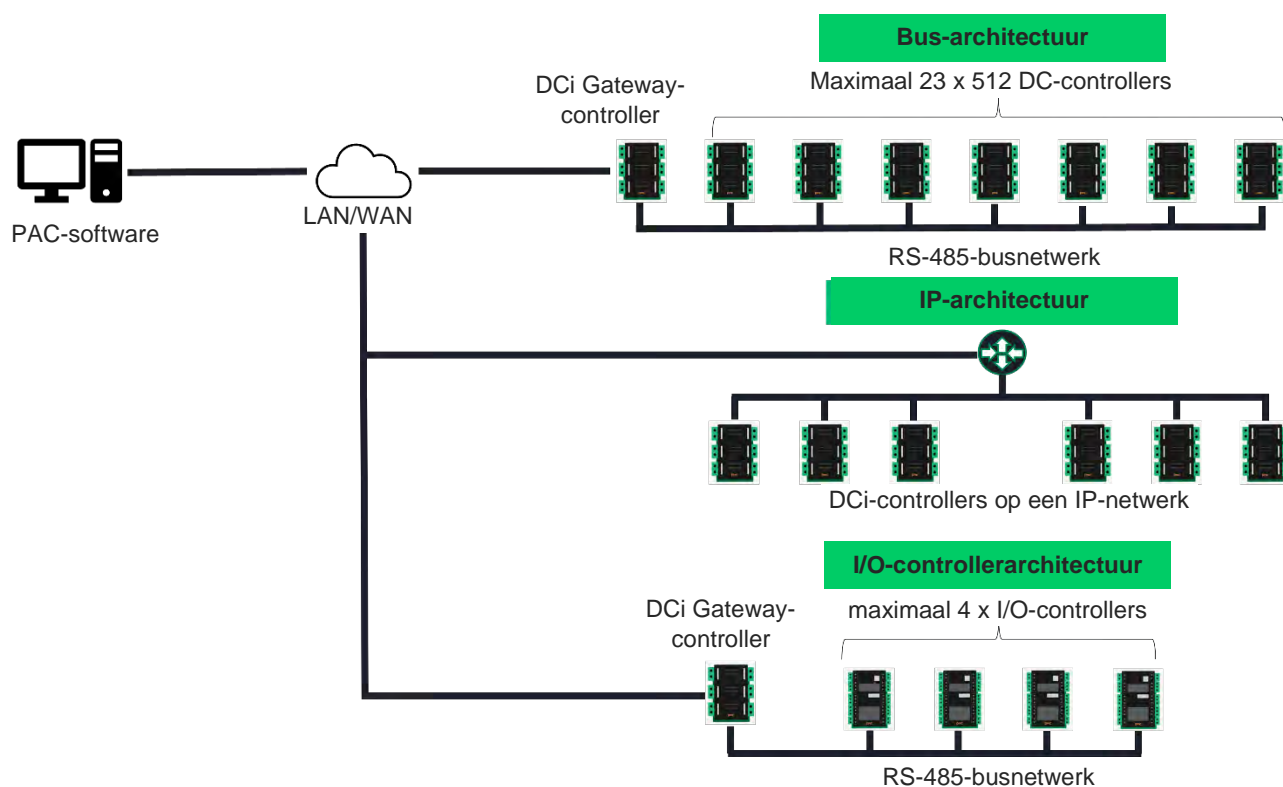 Bus-architectuur
Maximaal 23 x 512 DC-controllers
DCi Gateway-
controller
PAC-software
LAN/WAN
RS-485-busnetwerk
IP-architectuur
DCi-controllers op een IP-netwerk
I/O-controllerarchitectuur
maximaal 4 x I/O-controllers
DCi Gateway-
controller
RS-485-busnetwerk